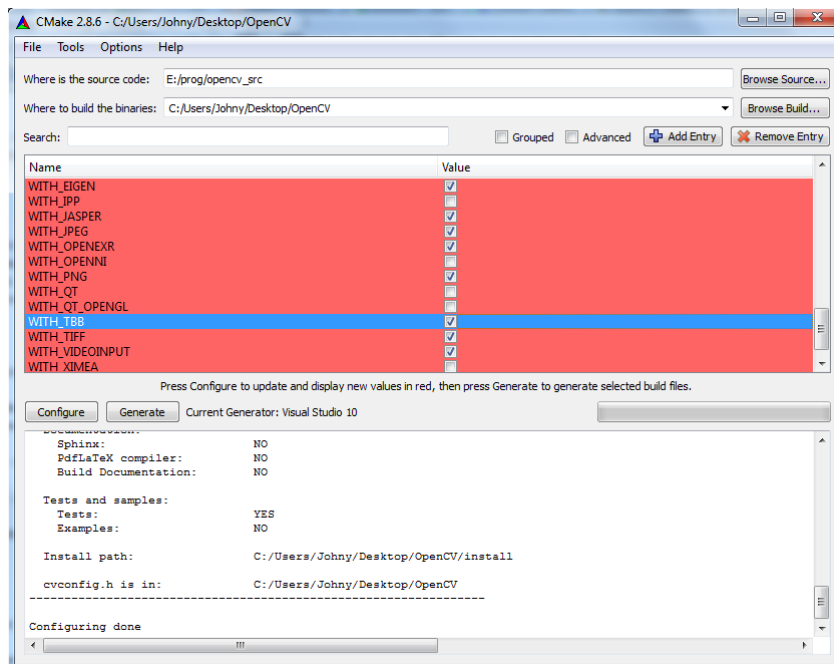 CMake 2.8.6 - C:/Users/Johny/Desktop/OpenCV
File Tools Options Help
Where is the source code: E:/prog/opencv_src Browse Source...
Where to build the binaries: C:/Users/Johny/Desktop/OpenCV Browse Build...
Search: Grouped Advanced Add Entry Remove Entry
Name Value
WITH_EIGEN
WITH_IPP
WITH_JASPER
WITH_JPEG
WITH_OPENEXR
WITH_OPENNI
WITH_PNG
WITH_QT
WITH_QT_OPENGL
WITH_TBB
WITH_TIFF
WITH_VIDEOINPUT
WITH_XIMEA
Press Configure to update and display new values in red, then press Generate to generate selected build files.
Configure Generate Current Generator: Visual Studio 10
Documentation:
Sphinx: NO
PdfLaTeX compiler: NO
Build Documentation: NO
Tests and samples:
Tests: YES
Examples: NO
Install path: C:/Users/Johny/Desktop/OpenCV/install
cvconfig.h is in: C:/Users/Johny/Desktop/OpenCV
-----------------------------------------------------------------
Configuring done